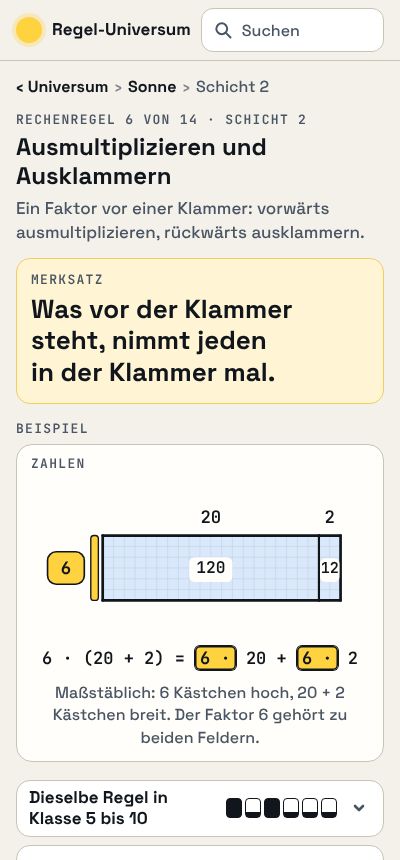 Regel-Universum
Suchen
‹ Universum > Sonne > Schicht 2
RECHENREGEL 6 VON 14 · SCHICHT 2
Ausmultiplizieren und
Ausklammern
Ein Faktor vor einer Klammer: vorwärts
ausmultiplizieren, rückwärts ausklammern.
MERKSATZ
Was vor der Klammer
steht, nimmt jeden
in der Klammer mal.
BEISPIEL
ZAHLEN
20 2
6 120 12
6 · (20 + 2) = 6 · 20 + 6 · 2
Maßstäblich: 6 Kästchen hoch, 20 + 2
Kästchen breit. Der Faktor 6 gehört zu
beiden Feldern.
Dieselbe Regel in
Klasse 5 bis 10